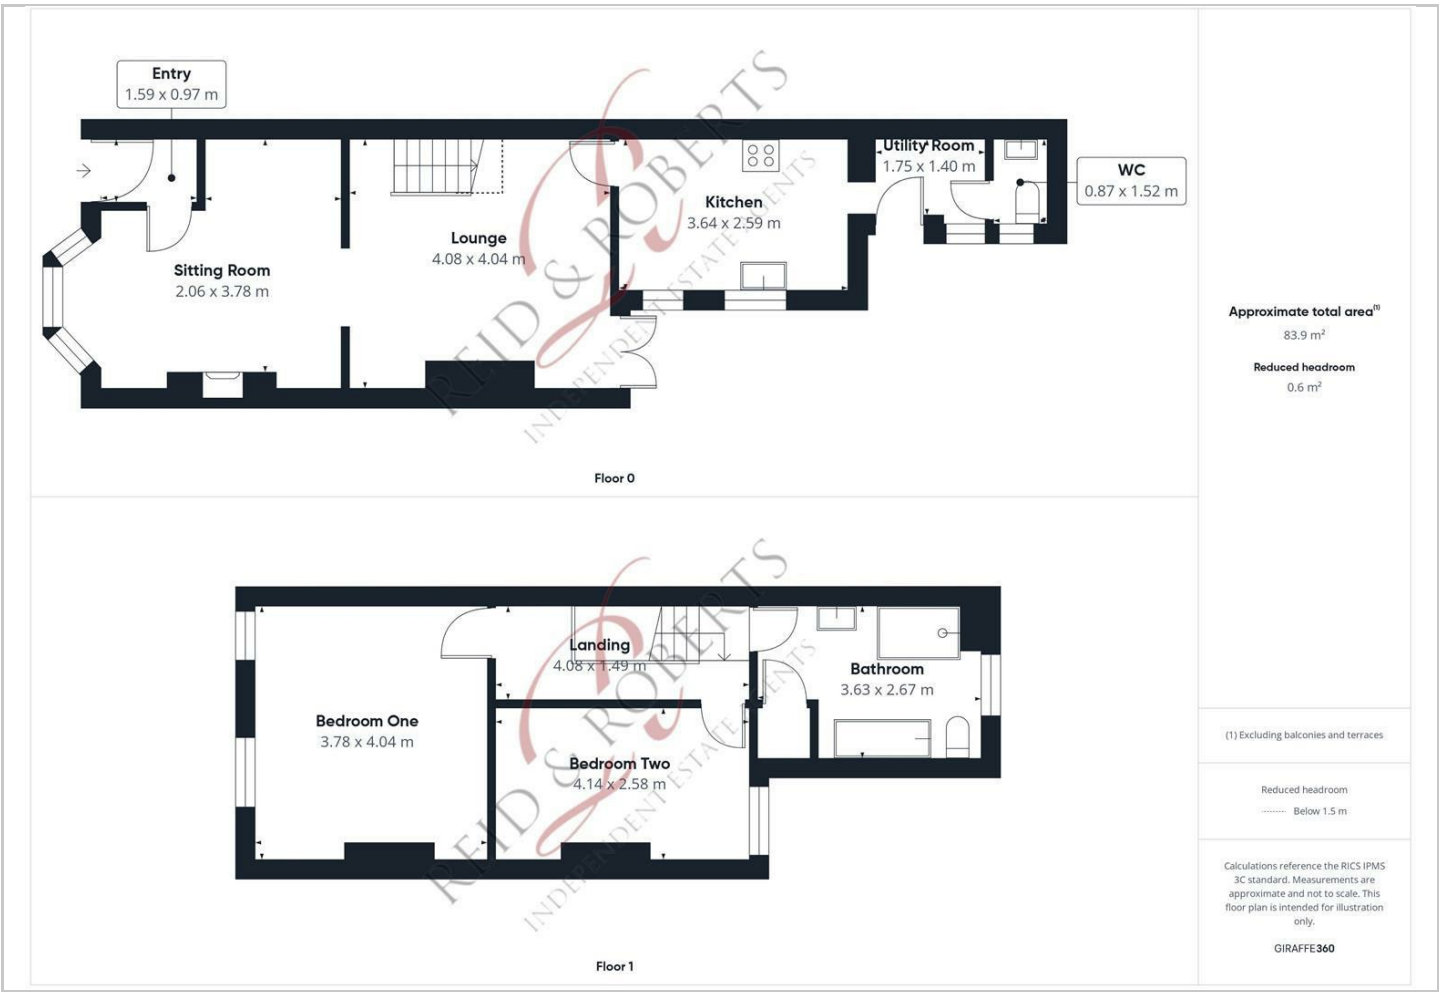 Entry
1.59 x 0.97 m
Utility Room
1.75 x 1.40 m
WC
0.87 x 1.52 m
Kitchen
3.64 x 2.59 m
Lounge
4.08 x 4.04 m
Sitting Room
2.06 x 3.78 m
REID & ROBERTS
INDEPENDENT ESTATE AGENTS
Floor 0
Approximate total area(1)
83.9 m²
Reduced headroom
0.6 m²
Landing
4.08 x 1.49 m
Bathroom
3.63 x 2.67 m
Bedroom One
3.78 x 4.04 m
Bedroom Two
4.14 x 2.58 m
REID & ROBERTS
INDEPENDENT ESTATE AGENTS
Floor 1
(1) Excluding balconies and terraces
Reduced headroom
Below 1.5 m
Calculations reference the RICS IPMS
3C standard. Measurements are
approximate and not to scale. This
floor plan is intended for illustration
only.
GIRAFFE360